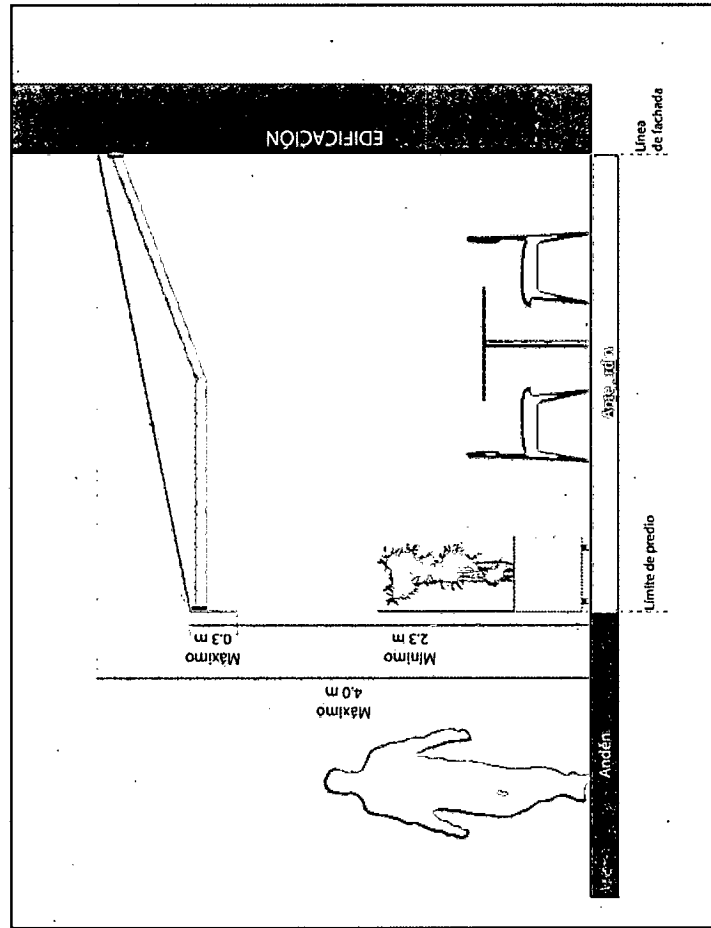 EDIFICACIÓN
Línea
de fachada
Máximo
0.3 m
Mínimo
2.3 m
Máximo
4.0 m
Límite de predio
Andén